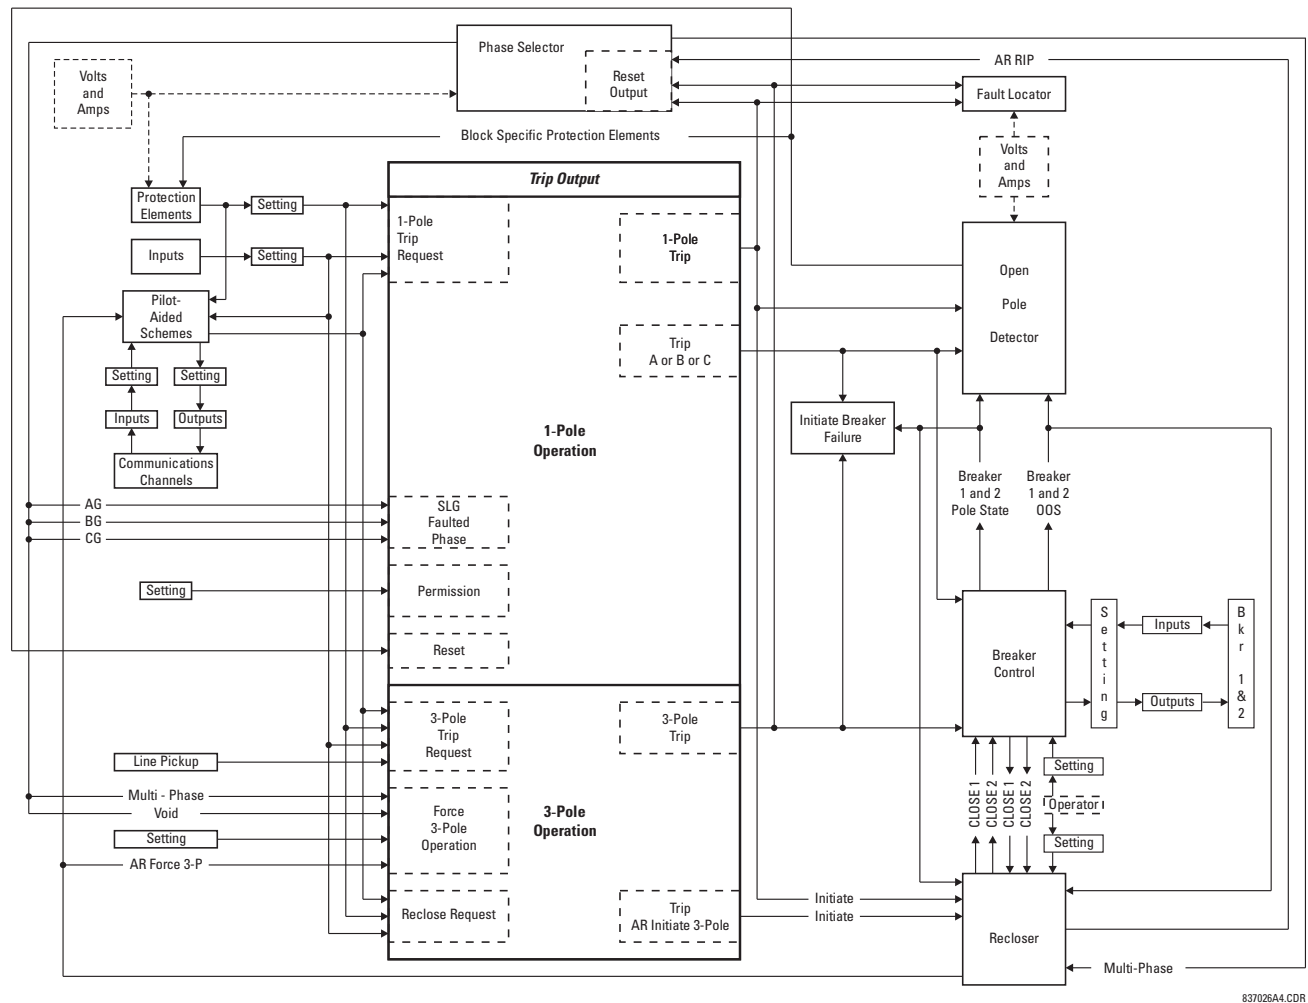 Phase Selector
Reset
Output
Volts
and
Amps
AR RIP
Fault Locator
Block Specific Protection Elements
Volts
and
Amps
Trip Output
Protection
Elements
Setting
1-Pole
Trip
Request
1-Pole
Trip
Inputs
Setting
Open
Pole
Detector
Pilot-
Aided
Schemes
Trip
A or B or C
Setting
Setting
Inputs
Outputs
Communications
Channels
1-Pole
Operation
Initiate Breaker
Failure
Breaker
1 and 2
Pole State
Breaker
1 and 2
OOS
AG
BG
CG
SLG
Faulted
Phase
Setting
Permission
Reset
Breaker
Control
Setting
Inputs
Outputs
Bkr 1&2
3-Pole
Trip
Request
3-Pole
Trip
Line Pickup
Multi - Phase
Void
Setting
AR Force 3-P
Force
3-Pole
Operation
3-Pole
Operation
CLOSE 1
CLOSE 2
CLOSE 1
CLOSE 2
Setting
Operator
Setting
Reclose Request
Trip
AR Initiate 3-Pole
Initiate
Initiate
Recloser
Multi-Phase
837026A4.CDR